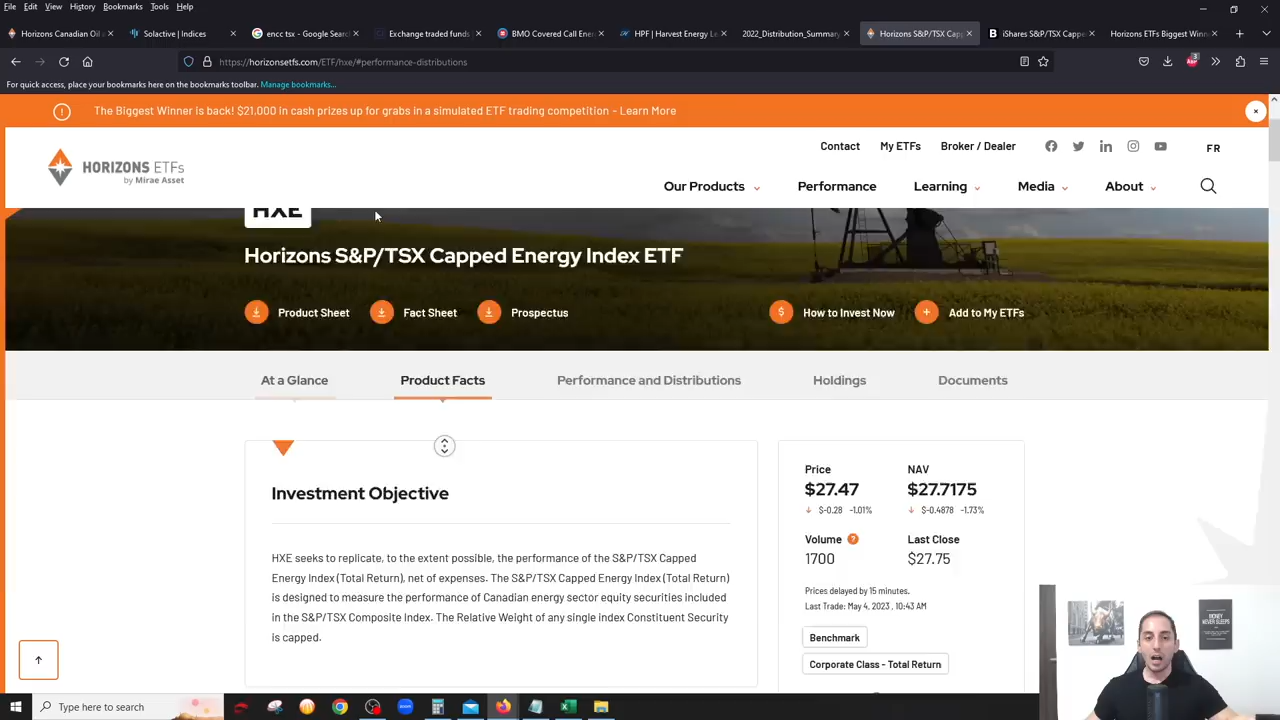 File Edit View History Bookmarks Tools Help
Horizons Canadian Oil a
Solactive | Indices
encc tsx - Google Search
Exchange traded funds
BMO Covered Call Ene
HPF | Harvest Energy Le
2022_Distribution_Summary
Horizons S&P/TSX Capp
iShares S&P/TSX Cappe
Horizons ETFs Biggest Winn
https://horizonsetfs.com/ETF/hxe/#performance-distributions
For quick access, place your bookmarks here on the bookmarks toolbar. Manage bookmarks...
The Biggest Winner is back! $21,000 in cash prizes up for grabs in a simulated ETF trading competition - Learn More
Contact My ETFs Broker / Dealer FR
HORIZONS ETFs
by Mirae Asset
Our Products Performance Learning Media About
HXE
Horizons S&P/TSX Capped Energy Index ETF
Product Sheet Fact Sheet Prospectus How to Invest Now Add to My ETFs
At a Glance Product Facts Performance and Distributions Holdings Documents
Investment Objective
HXE seeks to replicate, to the extent possible, the performance of the S&P/TSX Capped
Energy Index (Total Return), net of expenses. The S&P/TSX Capped Energy Index (Total Return)
is designed to measure the performance of Canadian energy sector equity securities included
in the S&P/TSX Composite Index. The Relative Weight of any single index Constituent Security
is capped.
Price NAV
$27.47 $27.7175
$-0.28 -1.01% $-0.4878 -1.73%
Volume ? Last Close
1700 $27.75
Prices delayed by 15 minutes.
Last Trade: May 4, 2023 , 10:43 AM
Benchmark
Corporate Class - Total Return
MONEY
NEVER SLEEPS
Type here to search